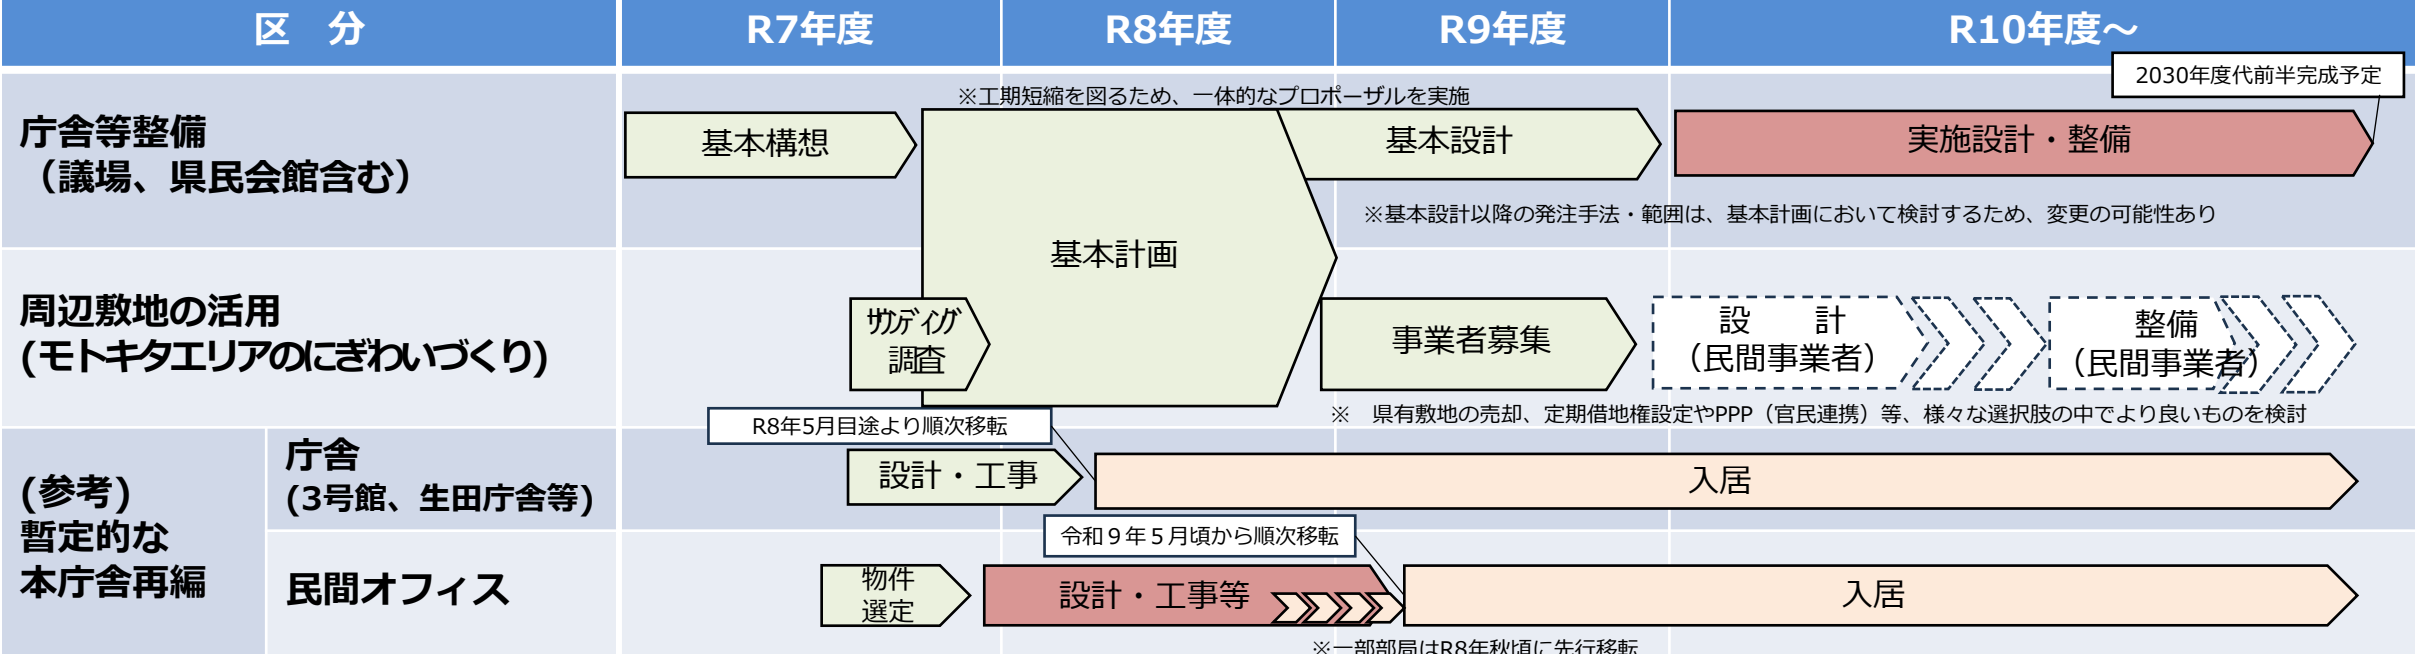 区　分
R7年度
R8年度
R9年度
R10年度～
2030年度代前半完成予定
庁舎等整備
（議場、県民会館含む）
※工期短縮を図るため、一体的なプロポーザルを実施
基本構想
基本計画
基本設計
実施設計・整備
※基本設計以降の発注手法・範囲は、基本計画において検討するため、変更の可能性あり
周辺敷地の活用
(モトキタエリアのにぎわいづくり)
サウンディング
調査
事業者募集
設　　計
（民間事業者）
整備
（民間事業者）
※　県有敷地の売却、定期借地権設定やPPP（官民連携）等、様々な選択肢の中でより良いものを検討
(参考)
暫定的な
本庁舎再編
庁舎
(3号館、生田庁舎等)
R8年5月目途より順次移転
設計・工事
入居
民間オフィス
令和９年５月頃から順次移転
物件
選定
設計・工事等
入居
※一部部局はR8年秋頃に先行移転